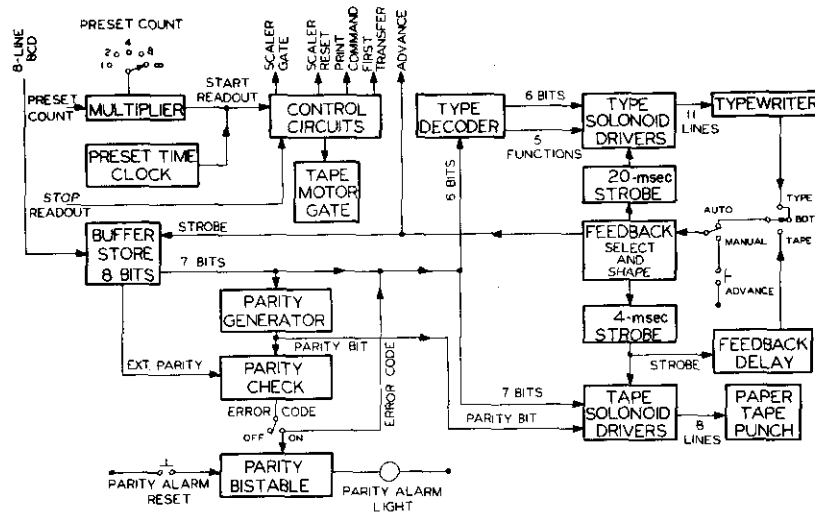 PRESET COUNT
1 2 4 8 ∞
8-LINE
BCD
PRESET
COUNT
MULTIPLIER
START
READOUT
PRESET TIME
CLOCK
STOP
READOUT
SCALER
GATE
SCALER
RESET
PRINT
COMMAND
FIRST
TRANSFER
ADVANCE
CONTROL
CIRCUITS
TAPE
MOTOR
GATE
TYPE
DECODER
6 BITS
5
FUNCTIONS
6 BITS
TYPE
SOLONOID
DRIVERS
11
LINES
TYPEWRITER
20-msec
STROBE
FEEDBACK
SELECT
AND
SHAPE
AUTO
MANUAL
TYPE
BOTH
TAPE
ADVANCE
4-msec
STROBE
STROBE
FEEDBACK
DELAY
BUFFER
STORE
8 BITS
STROBE
7 BITS
PARITY
GENERATOR
PARITY BIT
EXT. PARITY
PARITY
CHECK
ERROR CODE
ERROR CODE
OFF
ON
7 BITS
PARITY BIT
TAPE
SOLONOID
DRIVERS
8
LINES
PAPER
TAPE
PUNCH
PARITY ALARM
RESET
PARITY
BISTABLE
PARITY ALARM
LIGHT